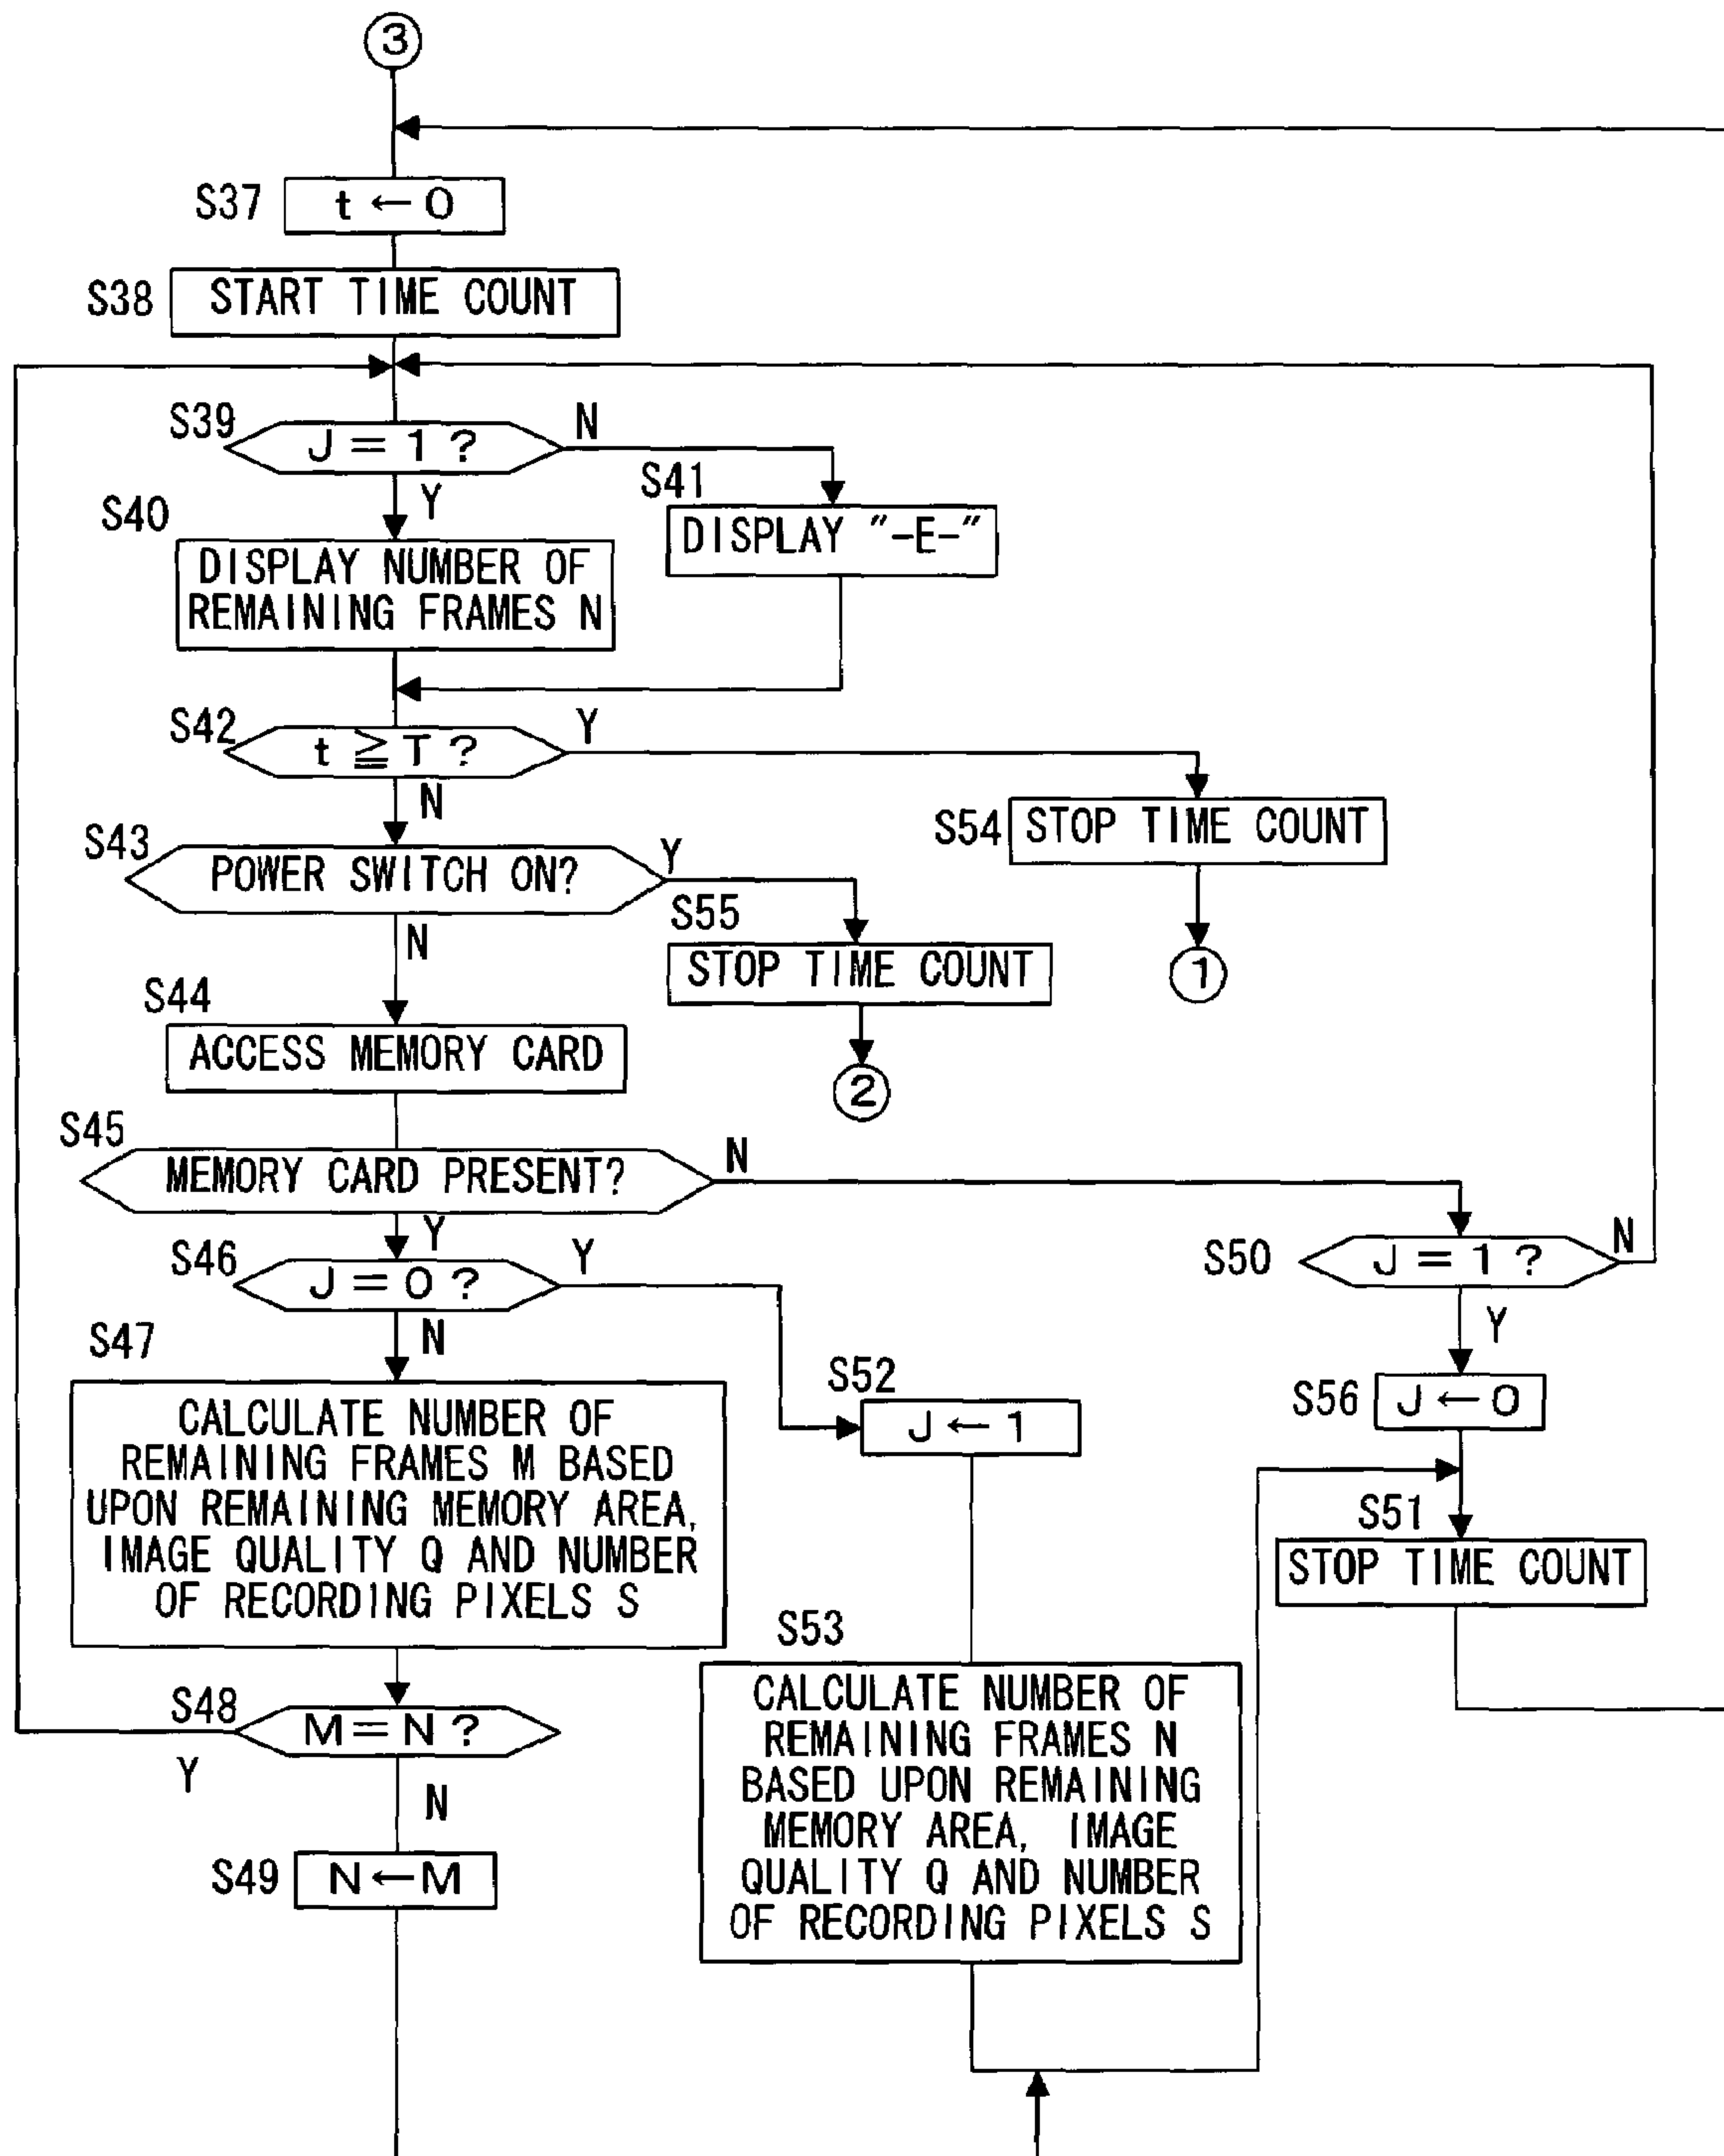 ③
S37
t ← 0
S38
START TIME COUNT
S39
J = 1 ?
N
Y
S40
DISPLAY NUMBER OF
REMAINING FRAMES N
S41
DISPLAY "-E-"
S42
t ≧ T ?
Y
N
S43
POWER SWITCH ON?
Y
N
S54
STOP TIME COUNT
①
S55
STOP TIME COUNT
②
S44
ACCESS MEMORY CARD
S45
MEMORY CARD PRESENT?
N
Y
S46
J = 0 ?
Y
N
S50
J = 1 ?
N
Y
S47
CALCULATE NUMBER OF
REMAINING FRAMES M BASED
UPON REMAINING MEMORY AREA,
IMAGE QUALITY Q AND NUMBER
OF RECORDING PIXELS S
S52
J ← 1
S56
J ← 0
S51
STOP TIME COUNT
S53
CALCULATE NUMBER OF
REMAINING FRAMES N
BASED UPON REMAINING
MEMORY AREA, IMAGE
QUALITY Q AND NUMBER
OF RECORDING PIXELS S
S48
M = N ?
Y
N
S49
N ← M